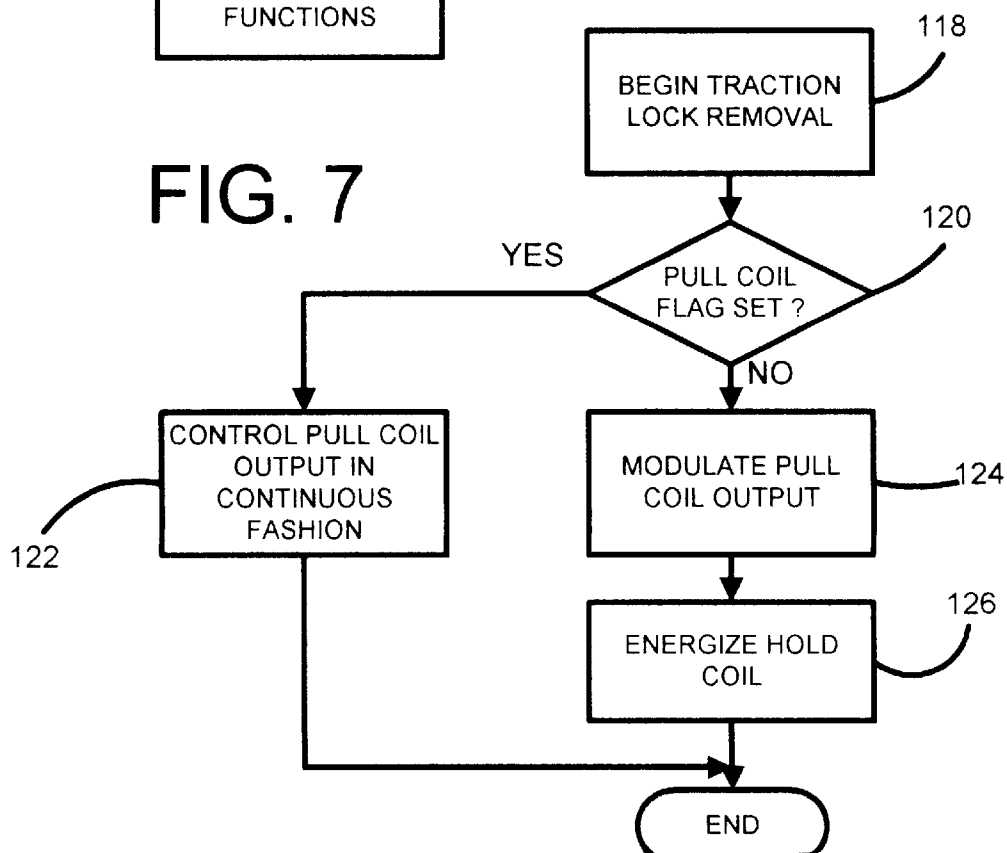 FUNCTIONS
118
BEGIN TRACTION
LOCK REMOVAL
FIG. 7
120
YES
PULL COIL
FLAG SET ?
NO
CONTROL PULL COIL
OUTPUT IN
CONTINUOUS
FASHION
MODULATE PULL
COIL OUTPUT
124
122
126
ENERGIZE HOLD
COIL
END